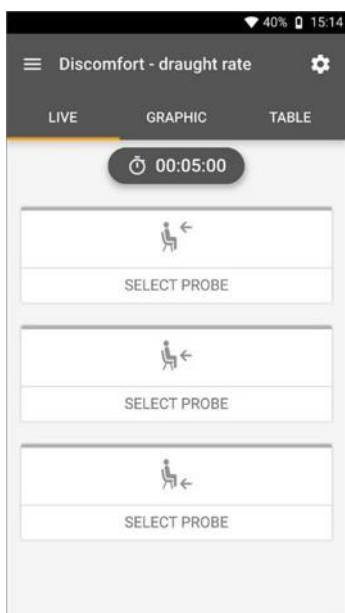 40% 15:14
Discomfort - draught rate
LIVE GRAPHIC TABLE
00:05:00
SELECT PROBE
SELECT PROBE
SELECT PROBE